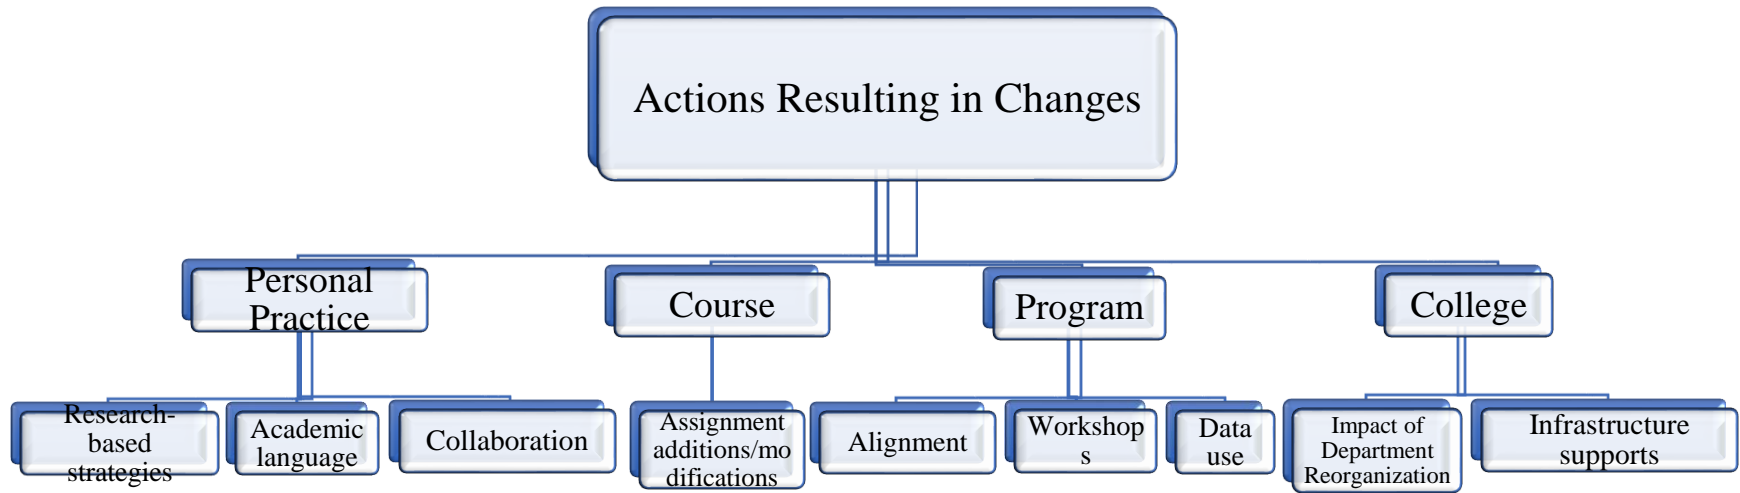 Actions Resulting in Changes
Personal
Practice
Course
Program
College
Research-
based
strategies
Academic
language
Collaboration
Assignment
additions/mo
difications
Alignment
Workshop
s
Data
use
Impact of
Department
Reorganization
Infrastructure
supports